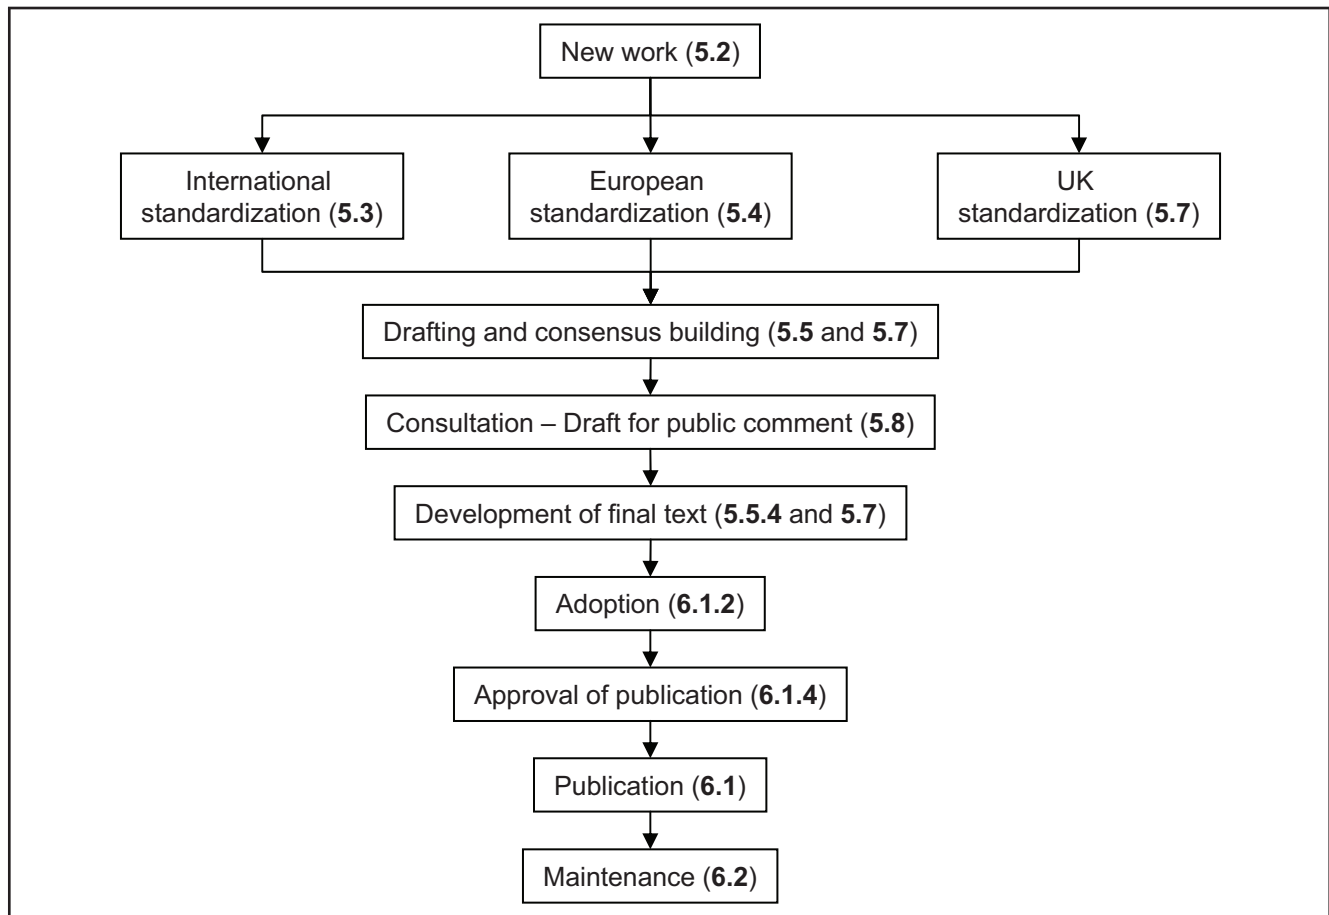 New work (5.2)
International
standardization (5.3)
European
standardization (5.4)
UK
standardization (5.7)
Drafting and consensus building (5.5 and 5.7)
Consultation – Draft for public comment (5.8)
Development of final text (5.5.4 and 5.7)
Adoption (6.1.2)
Approval of publication (6.1.4)
Publication (6.1)
Maintenance (6.2)